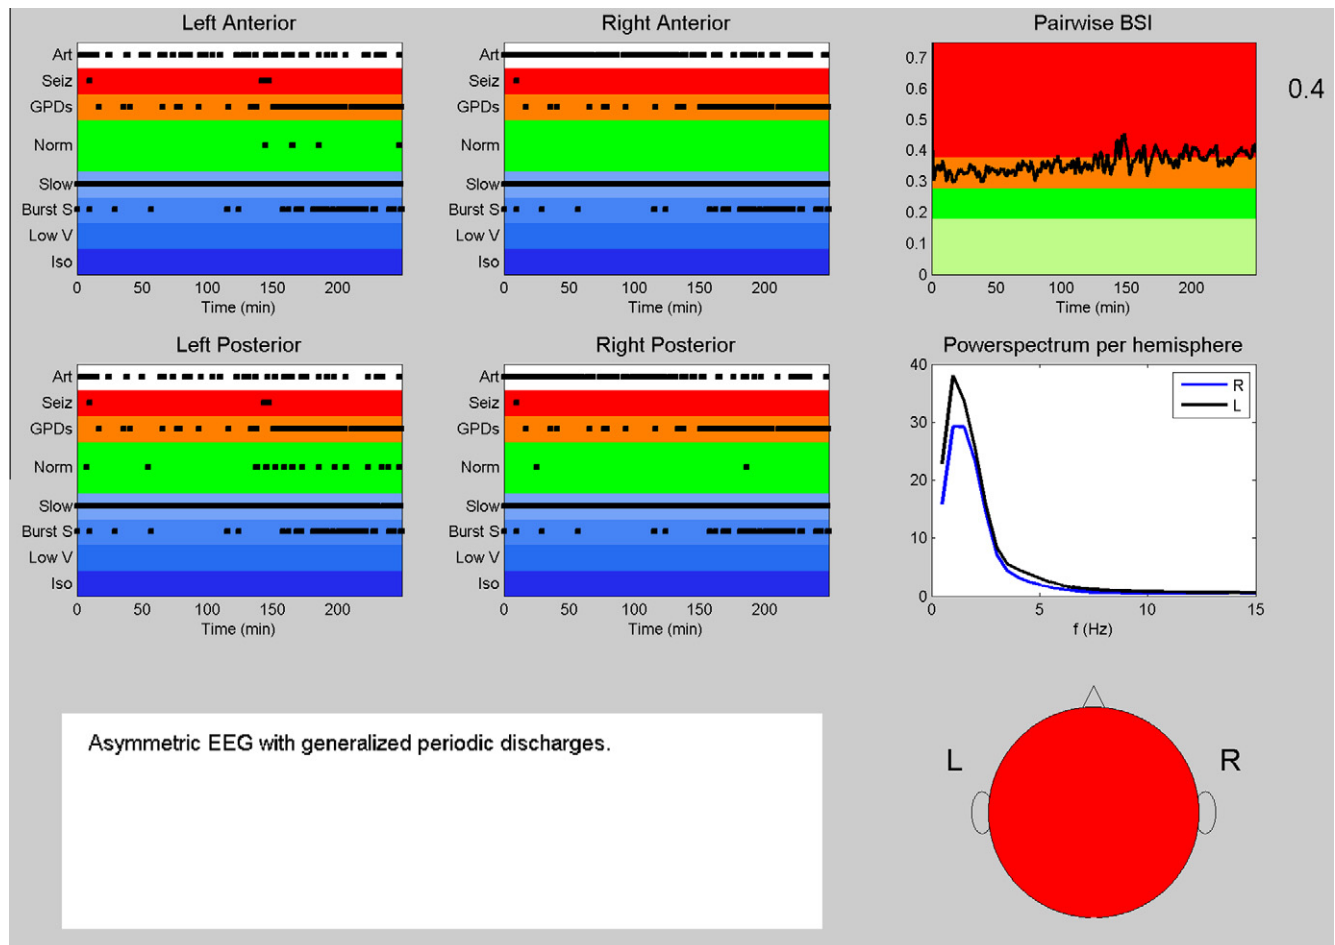 Left Anterior
Art
Seiz
GPDs
Norm
Slow
Burst S
Low V
Iso
0 50 100 150 200
Time (min)
Right Anterior
Art
Seiz
GPDs
Norm
Slow
Burst S
Low V
Iso
0 50 100 150 200
Time (min)
Pairwise BSI
0.7
0.6
0.5
0.4
0.3
0.2
0.1
0
0 50 100 150 200
Time (min)
0.4
Left Posterior
Art
Seiz
GPDs
Norm
Slow
Burst S
Low V
Iso
0 50 100 150 200
Time (min)
Right Posterior
Art
Seiz
GPDs
Norm
Slow
Burst S
Low V
Iso
0 50 100 150 200
Time (min)
Powerspectrum per hemisphere
40
30
20
10
0
R
L
0 5 10 15
f (Hz)
Asymmetric EEG with generalized periodic discharges.
L R